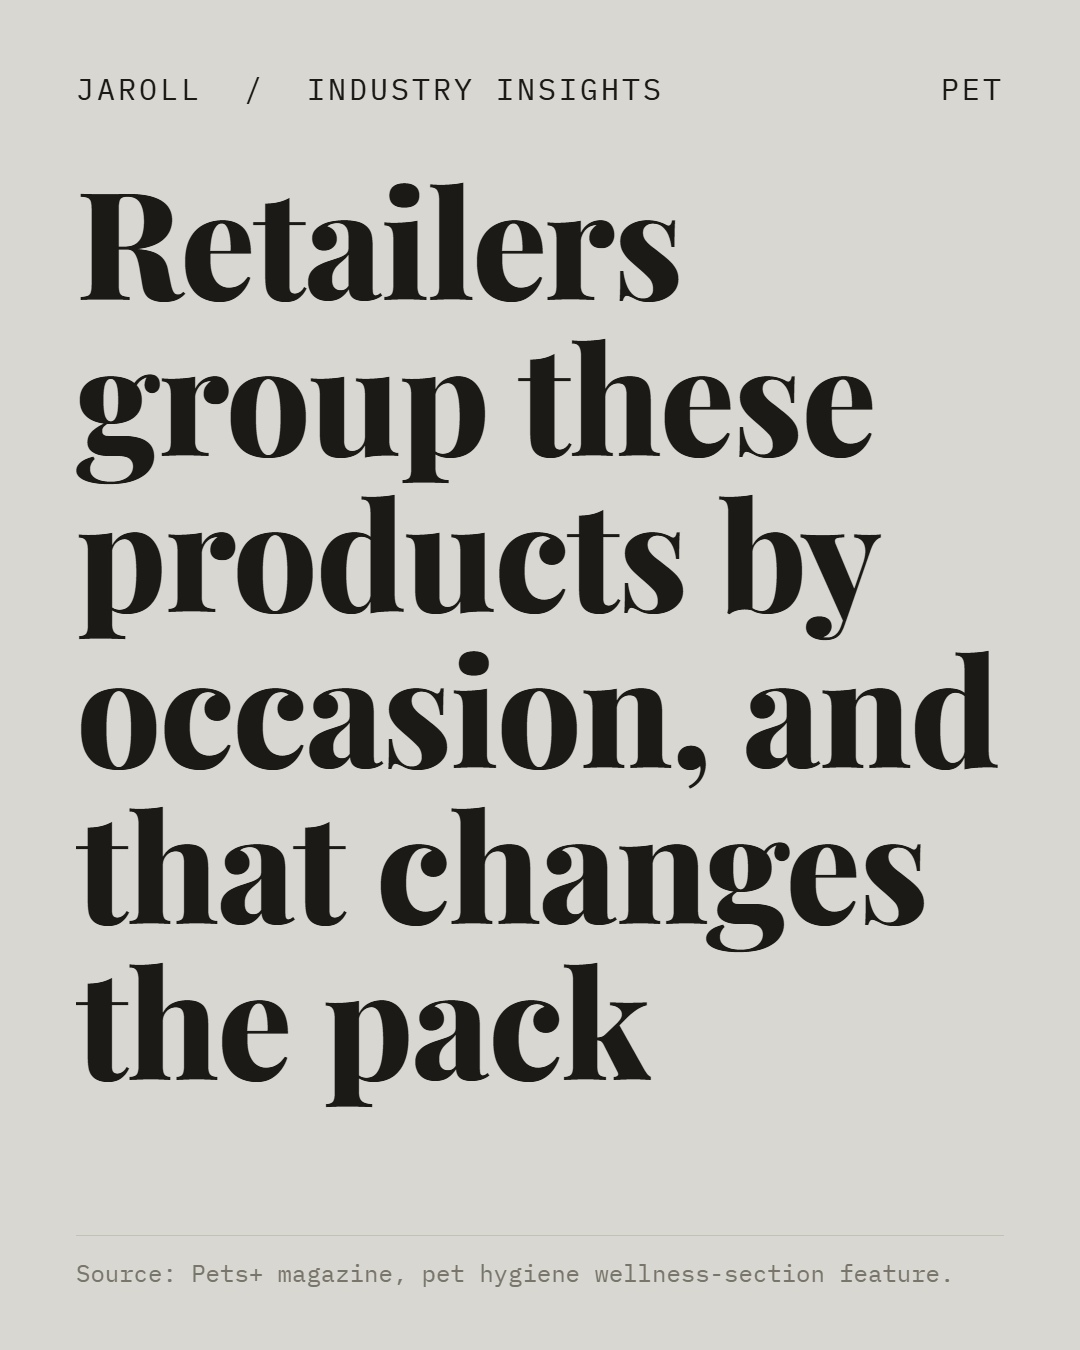 JAROLL / INDUSTRY INSIGHTS PET
Retailers
group these
products by
occasion, and
that changes
the pack
Source: Pets+ magazine, pet hygiene wellness-section feature.